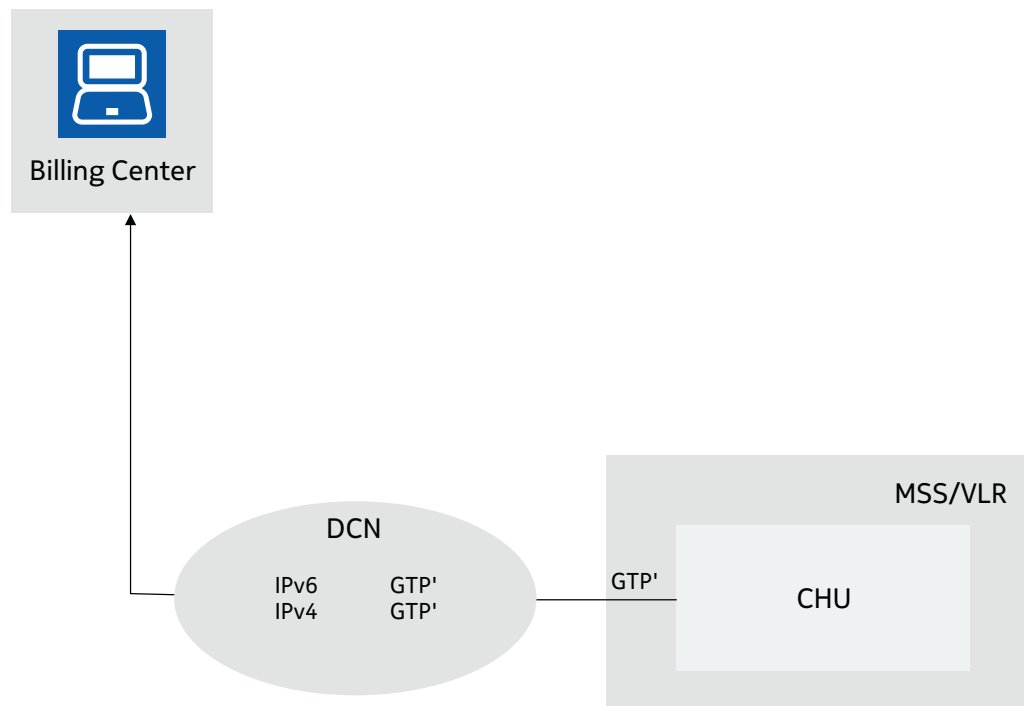 Billing Center
MSS/VLR
DCN
IPv6 GTP'
IPv4 GTP'
GTP'
CHU